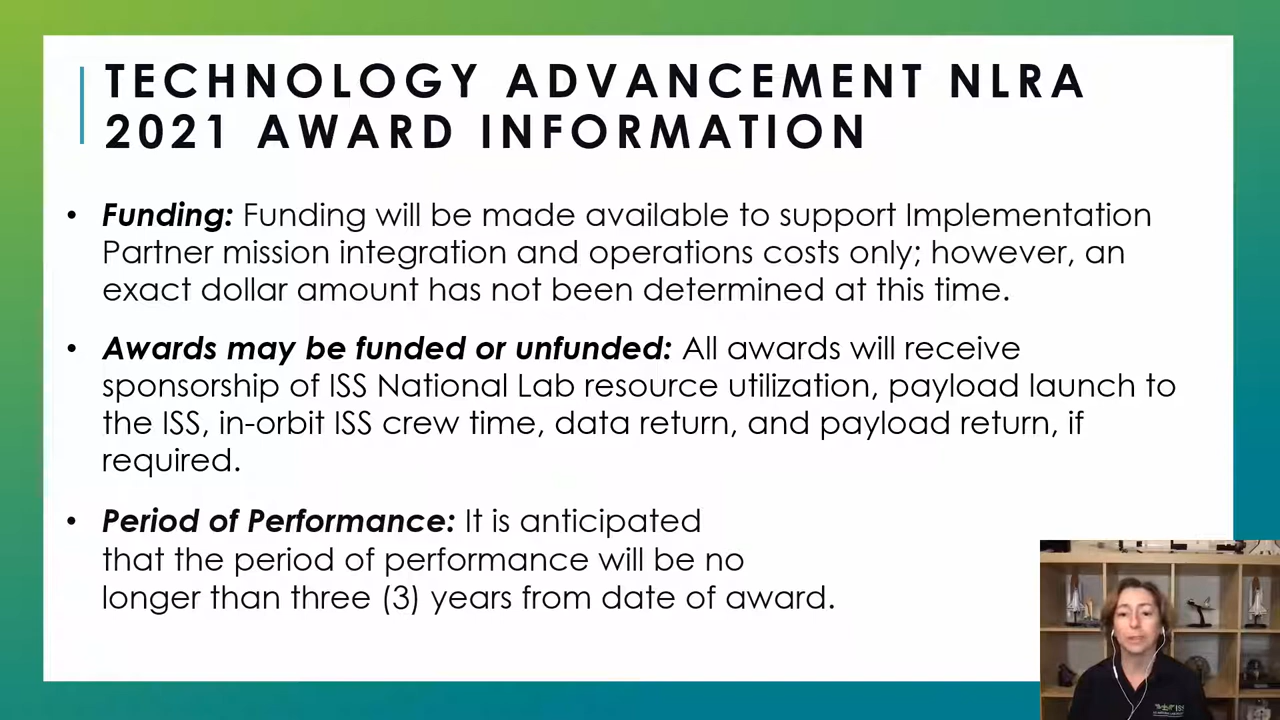 TECHNOLOGY ADVANCEMENT NLRA
2021 AWARD INFORMATION
• Funding: Funding will be made available to support Implementation
Partner mission integration and operations costs only; however, an
exact dollar amount has not been determined at this time.
• Awards may be funded or unfunded: All awards will receive
sponsorship of ISS National Lab resource utilization, payload launch to
the ISS, in-orbit ISS crew time, data return, and payload return, if
required.
• Period of Performance: It is anticipated
that the period of performance will be no
longer than three (3) years from date of award.
ISS